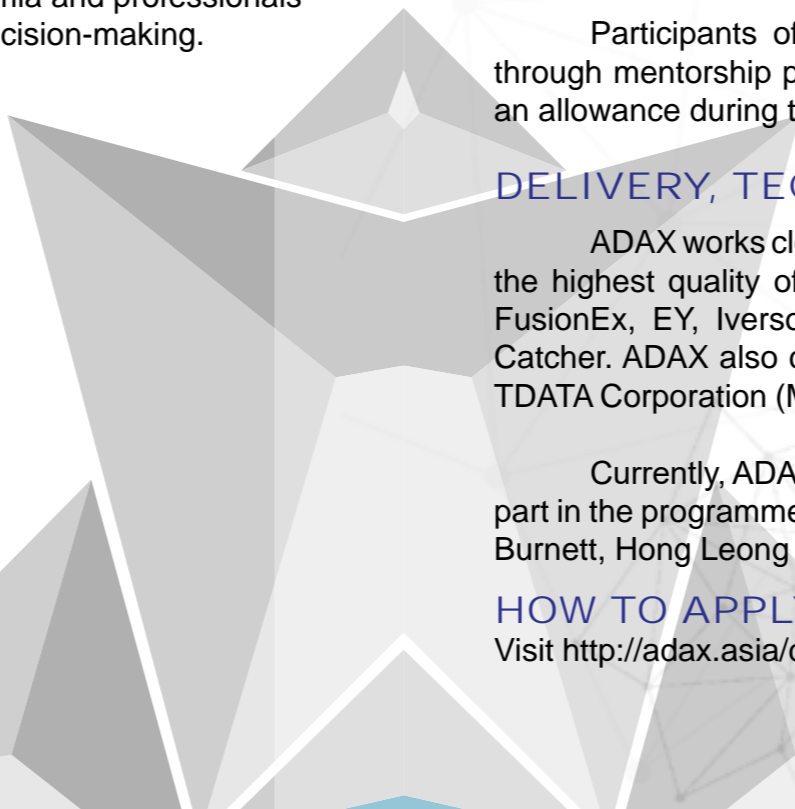 cision-making.
Participants of
through mentorship p
an allowance during t
DELIVERY, TEC
ADAX works cl
the highest quality of
FusionEx, EY, Iverso
Catcher. ADAX also
TDATA Corporation (M
Currently, ADA
part in the programme
Burnett, Hong Leong
HOW TO APPLY
Visit http://adax.asia/